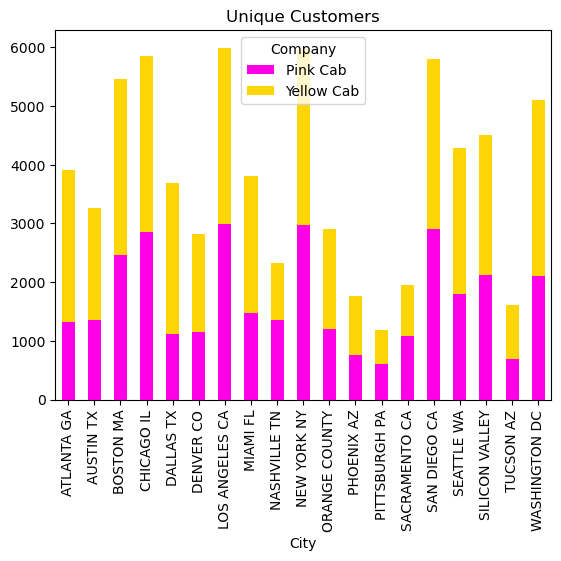 Unique Customers
Company
Pink Cab
Yellow Cab
6000
5000
4000
3000
2000
1000
0
ATLANTA GA
AUSTIN TX
BOSTON MA
CHICAGO IL
DALLAS TX
DENVER CO
LOS ANGELES CA
MIAMI FL
NASHVILLE TN
NEW YORK NY
ORANGE COUNTY
PHOENIX AZ
PITTSBURGH PA
SACRAMENTO CA
SAN DIEGO CA
SEATTLE WA
SILICON VALLEY
TUCSON AZ
WASHINGTON DC
City